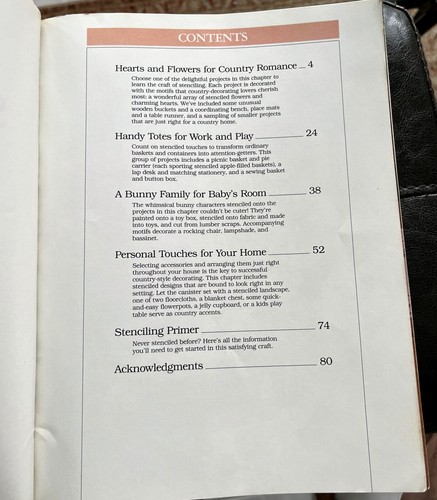 CONTENTS
Hearts and Flowers for Country Romance 4
Choose one of the delightful projects in this chapter to
learn the craft of stenciling. Each project is decorated
with the motifs that country-decorating lovers cherish
most: a wonderful array of stenciled flowers and
charming hearts. We've included some unusual
wooden buckets and a coordinating bench, place mats
and a table runner, and a sampling of smaller projects
that are just right for a country home.
Handy Totes for Work and Play 24
Count on stenciled touches to transform ordinary
baskets and containers into attention-getters. This
group of projects includes a picnic basket and pie
carrier (each sporting stenciled apple-filled baskets), a
lap desk and matching stationery, and a sewing basket
and button box.
A Bunny Family for Baby's Room 38
The whimsical bunny characters stenciled onto the
projects in this chapter couldn't be cuter! They're
painted onto a toy box, stenciled onto fabric and made
into toys, and cut from lumber scraps. Accompanying
motifs decorate a rocking chair, lampshade, and
bassinet.
Personal Touches for Your Home 52
Selecting accessories and arranging them just right
throughout your house is the key to successful
country-style decorating. This chapter includes
stenciled designs that are bound to look right in any
setting. Let the canister set with a stenciled landscape,
one of two floorcloths, a blanket chest, some quick-
and-easy flowerpots, a jelly cupboard, or a kids play
table serve as country accents.
Stenciling Primer 74
Never stenciled before? Here's all the information
you'll need to get started in this satisfying craft.
Acknowledgments 80